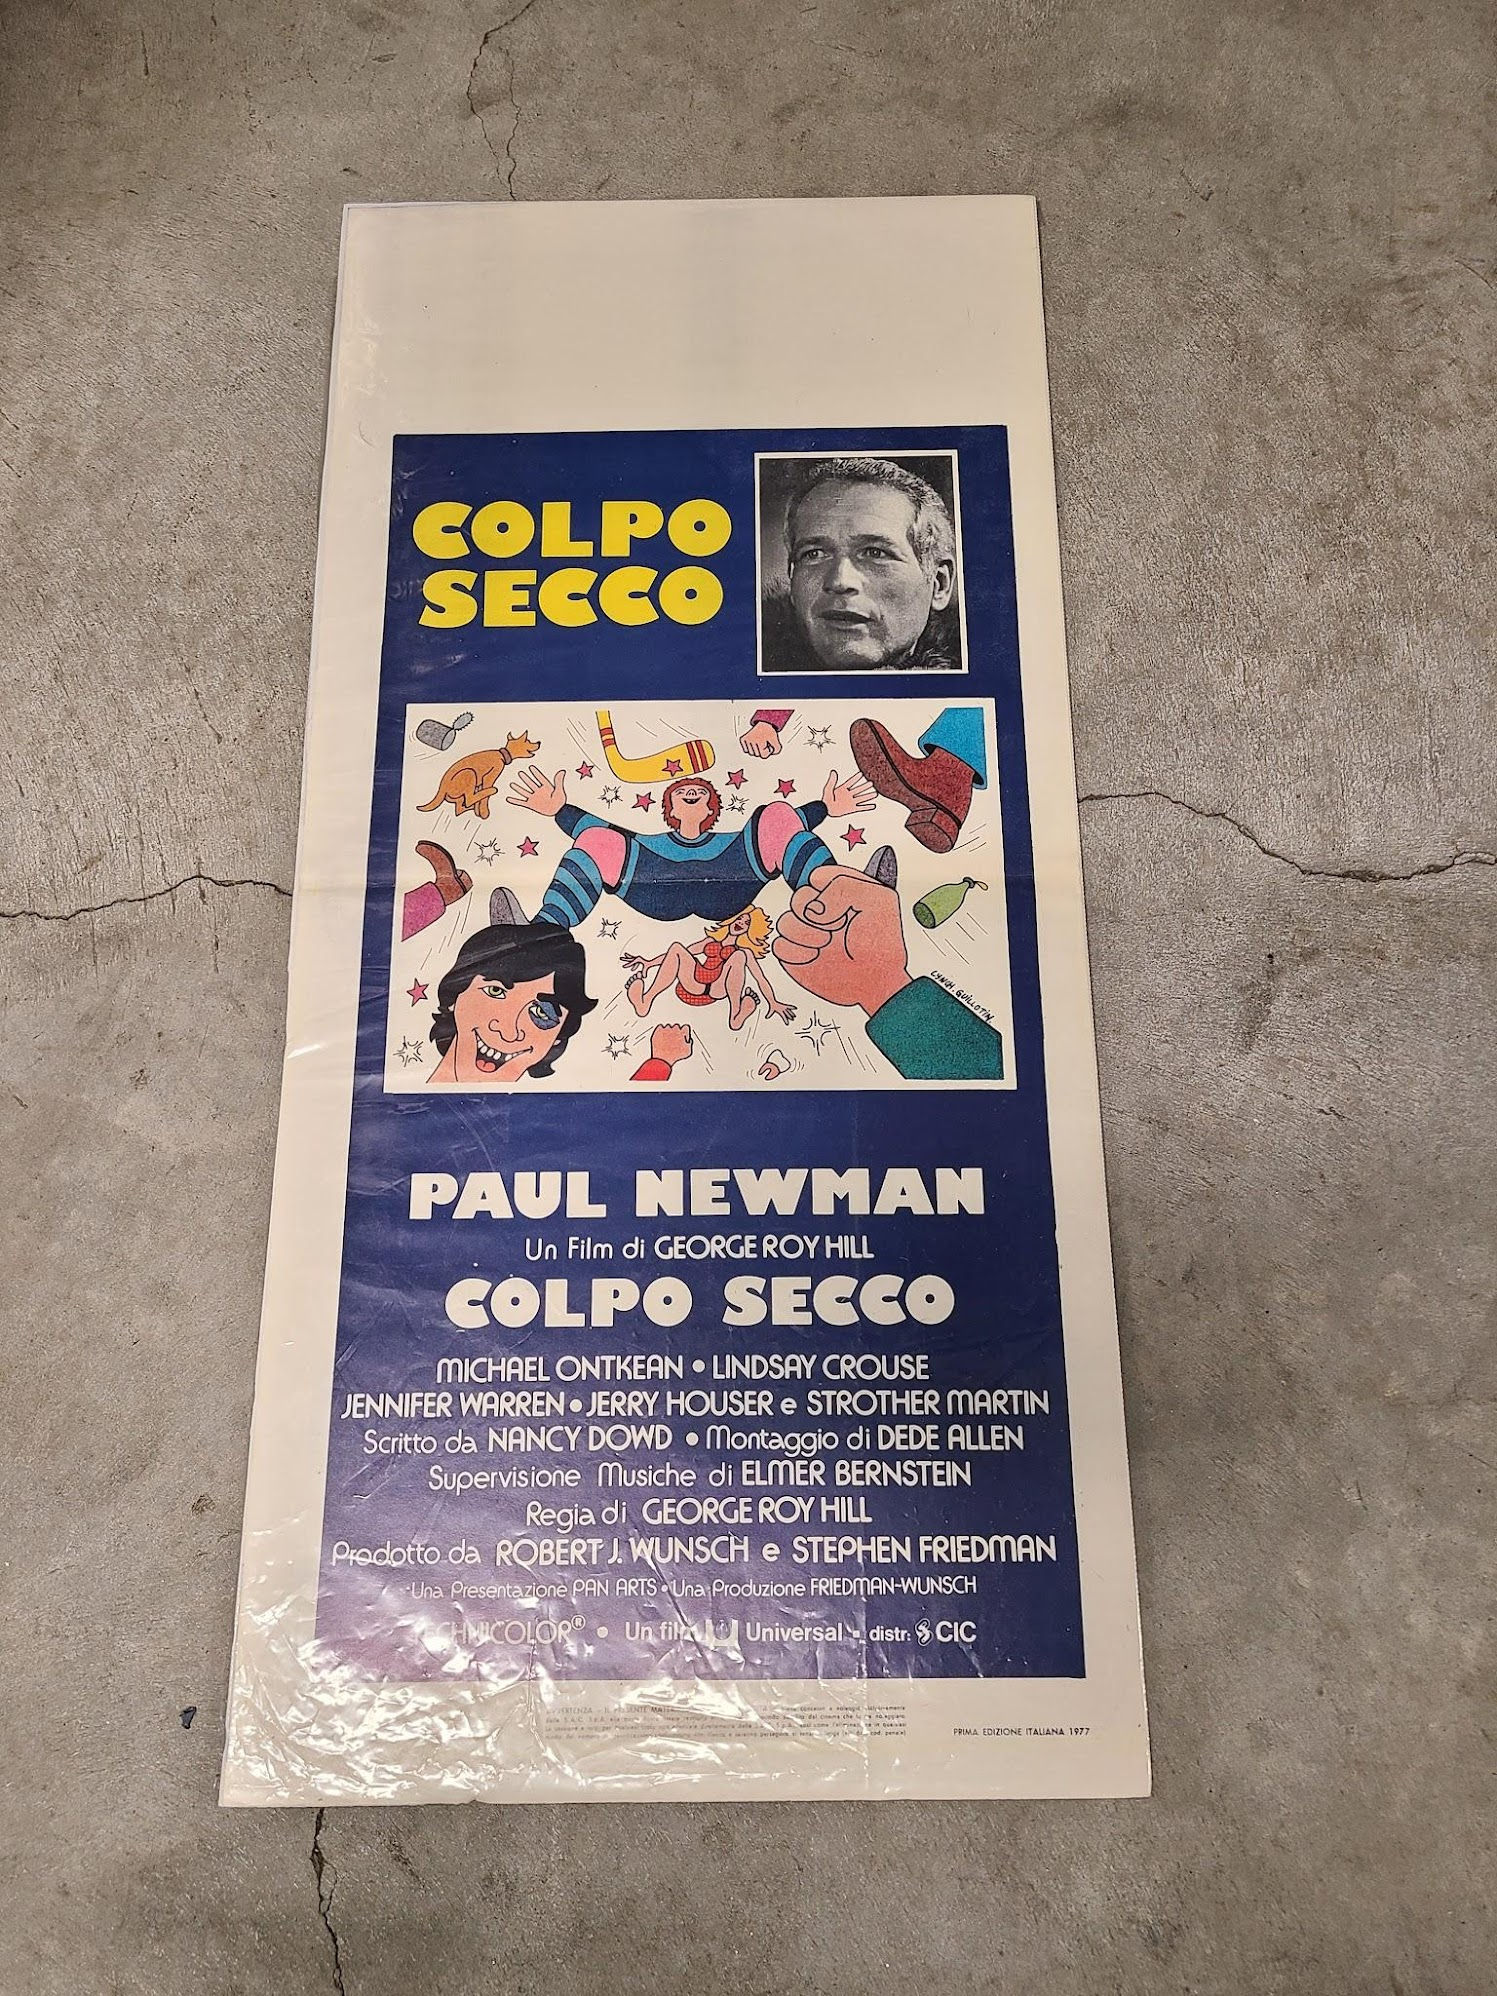 COLPO
SECCO
LYNCH. GUILLOTIN
PAUL NEWMAN
Un Film di GEORGE ROY HILL
COLPO SECCO
MICHAEL ONTKEAN • LINDSAY CROUSE
JENNIFER WARREN • JERRY HOUSER e STROTHER MARTIN
Scritto da NANCY DOWD • Montaggio di DEDE ALLEN
Supervisione Musiche di ELMER BERNSTEIN
Regia di GEORGE ROY HILL
Prodotto da ROBERT J. WUNSCH e STEPHEN FRIEDMAN
Una Presentazione PAN ARTS • Una Produzione FRIEDMAN-WUNSCH
TECHNICOLOR® • Un film Universal • distr: CIC
PRIMA EDIZIONE ITALIANA 1977